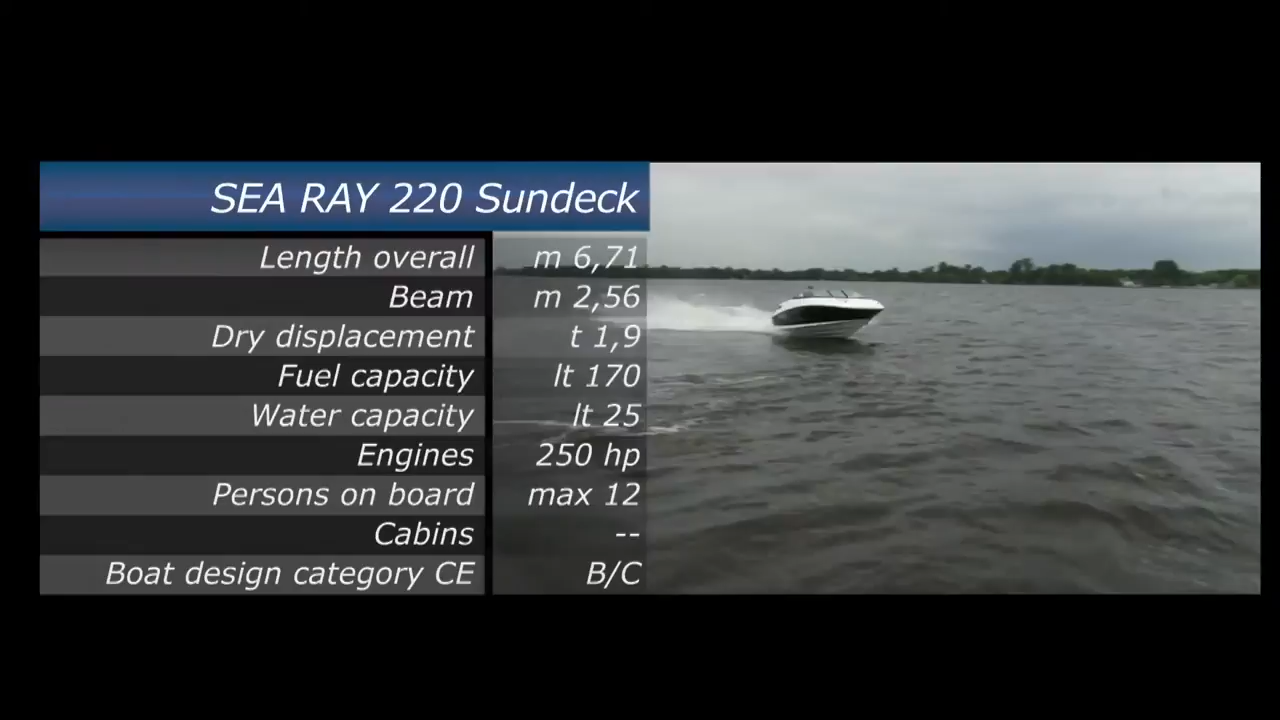 SEA RAY 220 Sundeck
Length overall m 6,71
Beam m 2,56
Dry displacement t 1,9
Fuel capacity lt 170
Water capacity lt 25
Engines 250 hp
Persons on board max 12
Cabins --
Boat design category CE B/C